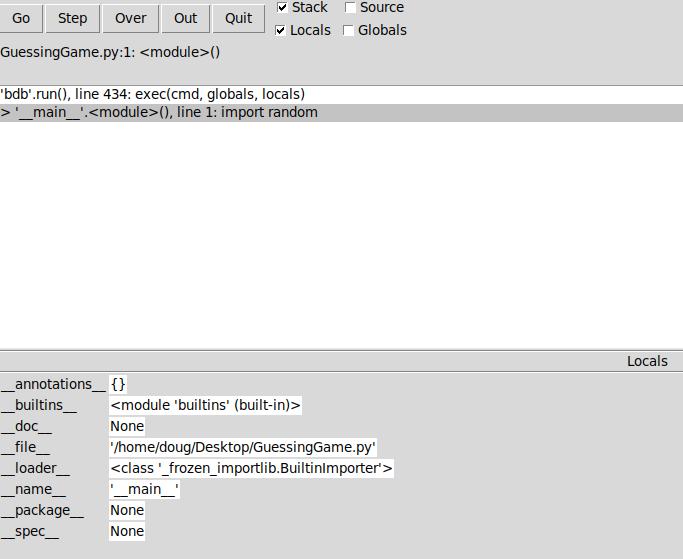 Go Step Over Out Quit Stack Source
Locals Globals
GuessingGame.py:1: <module>()
'bdb'.run(), line 434: exec(cmd, globals, locals)
> '__main__'.<module>(), line 1: import random
Locals
__annotations__ {}
__builtins__ <module 'builtins' (built-in)>
__doc__ None
__file__ '/home/doug/Desktop/GuessingGame.py'
__loader__ <class '_frozen_importlib.BuiltinImporter'>
__name__ '__main__'
__package__ None
__spec__ None